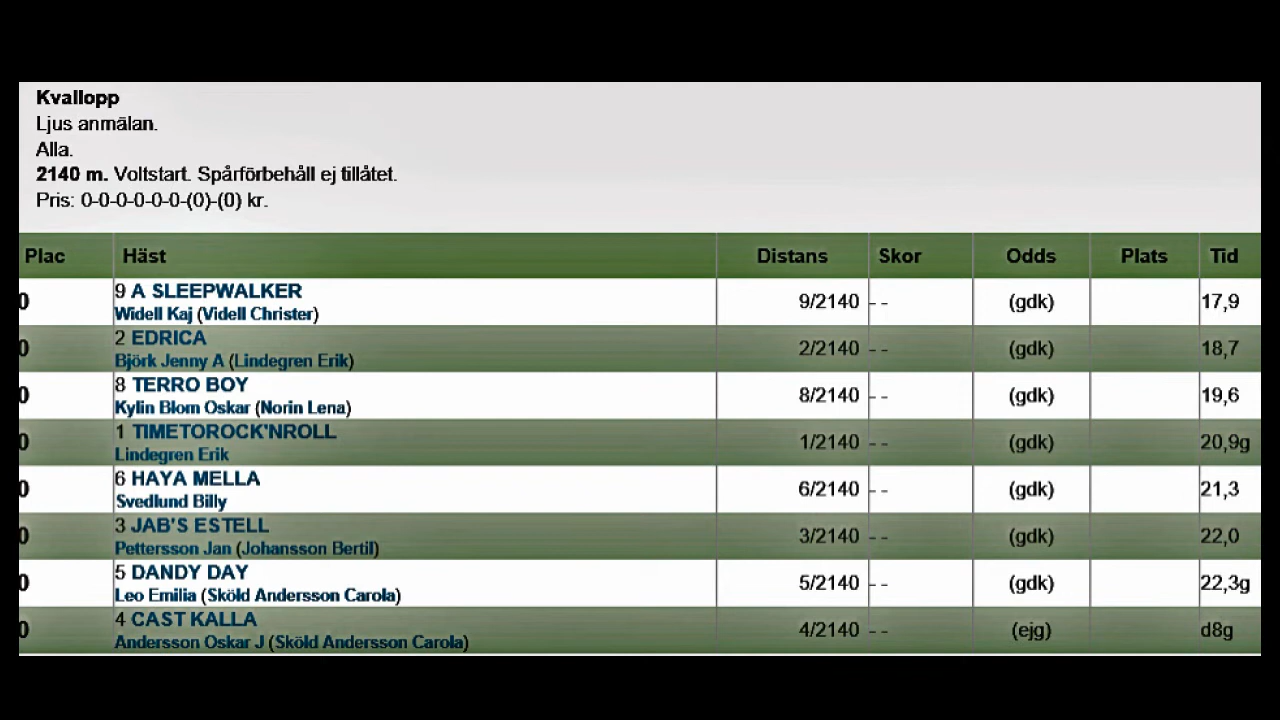 Kvallopp
Ljus anmälan.
Alla.
2140 m. Voltstart. Spårförbehåll ej tillåtet.
Pris: 0-0-0-0-0-0-(0)-(0) kr.
Plac Häst Distans Skor Odds Plats Tid
0 9 A SLEEPWALKER 9/2140 - - (gdk) 17,9
Widell Kaj (Videll Christer)
0 2 EDRICA 2/2140 - - (gdk) 18,7
Björk Jenny A (Lindegren Erik)
0 8 TERRO BOY 8/2140 - - (gdk) 19,6
Kylin Blom Oskar (Norin Lena)
0 1 TIMETOROCK'NROLL 1/2140 - - (gdk) 20,9g
Lindegren Erik
0 6 HAYA MELLA 6/2140 - - (gdk) 21,3
Svedlund Billy
0 3 JAB'S ESTELL 3/2140 - - (gdk) 22,0
Pettersson Jan (Johansson Bertil)
0 5 DANDY DAY 5/2140 - - (gdk) 22,3g
Leo Emilia (Sköld Andersson Carola)
0 4 CAST KALLA 4/2140 - - (ejg) d8g
Andersson Oskar J (Sköld Andersson Carola)